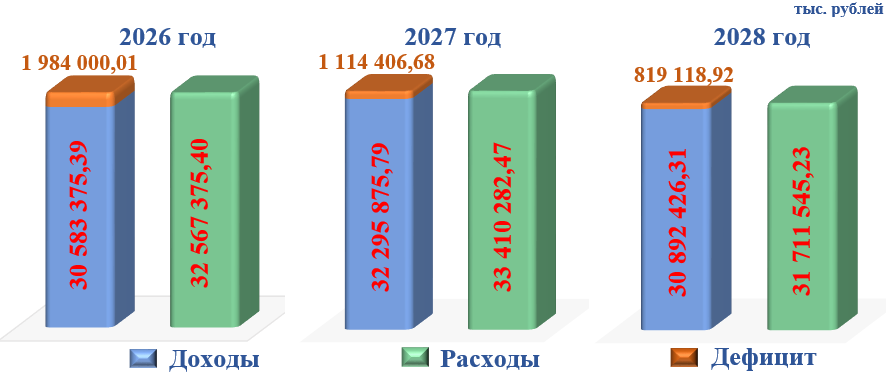 тыс. рублей
2026 год
2027 год
2028 год
1 984 000,01
1 114 406,68
819 118,92
30 583 375,39
32 567 375,40
32 295 875,79
33 410 282,47
30 892 426,31
31 711 545,23
Доходы
Расходы
Дефицит